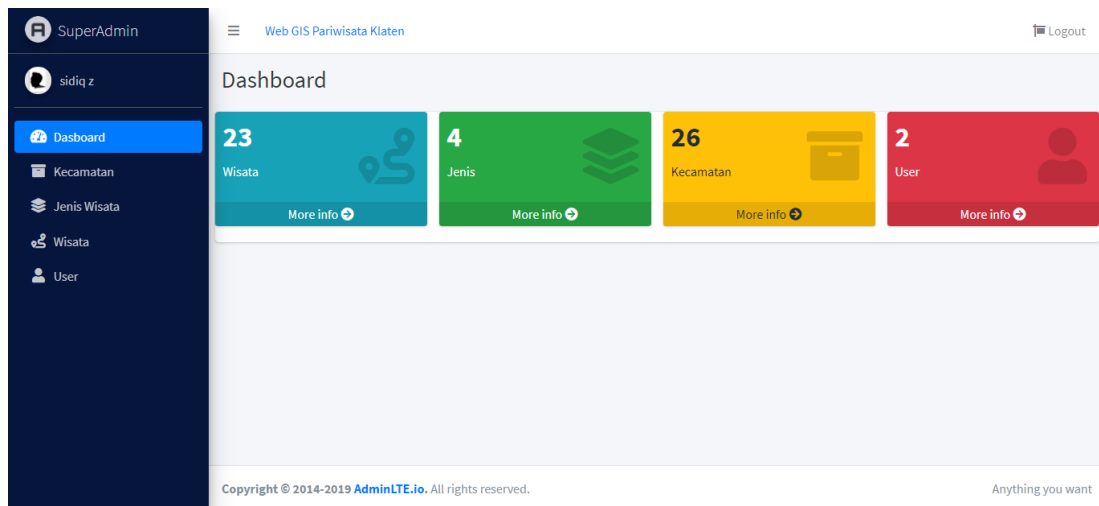 SuperAdmin
Web GIS Pariwisata Klaten
Logout
sidiq z
Dashboard
Dasboard
Kecamatan
Jenis Wisata
Wisata
User
23
Wisata
More info
4
Jenis
More info
26
Kecamatan
More info
2
User
More info
Copyright © 2014-2019 AdminLTE.io. All rights reserved.
Anything you want